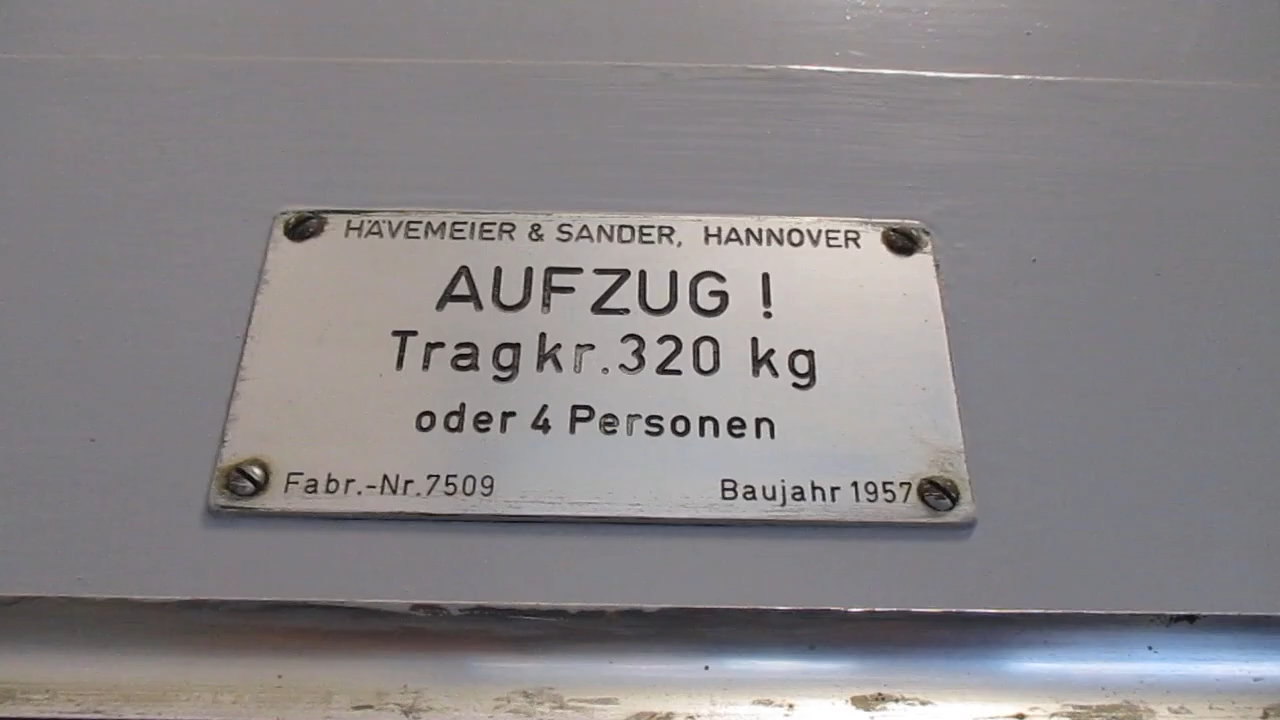 HÄVEMEIER & SANDER, HANNOVER
AUFZUG !
Tragkr. 320 kg
oder 4 Personen
Fabr.-Nr. 7509 Baujahr 1957